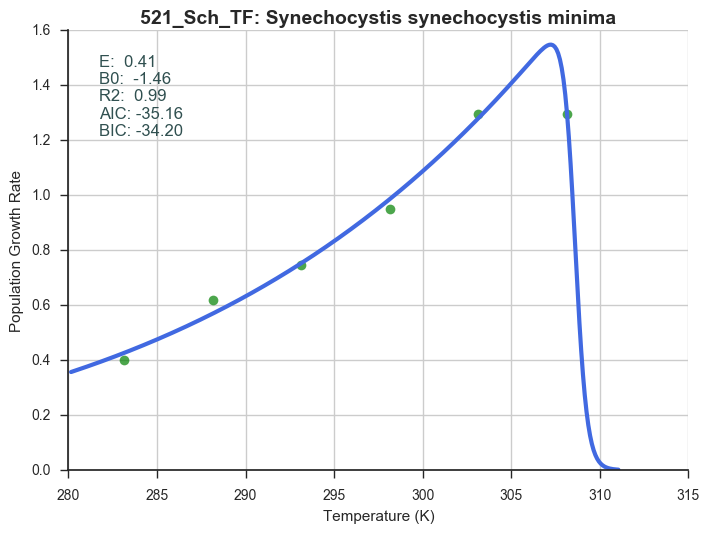 521_Sch_TF: Synechocystis synechocystis minima
E:  0.41
B0:  -1.46
R2:  0.99
AIC: -35.16
BIC: -34.20
Population Growth Rate
1.6
1.4
1.2
1.0
0.8
0.6
0.4
0.2
0.0
280 285 290 295 300 305 310 315
Temperature (K)